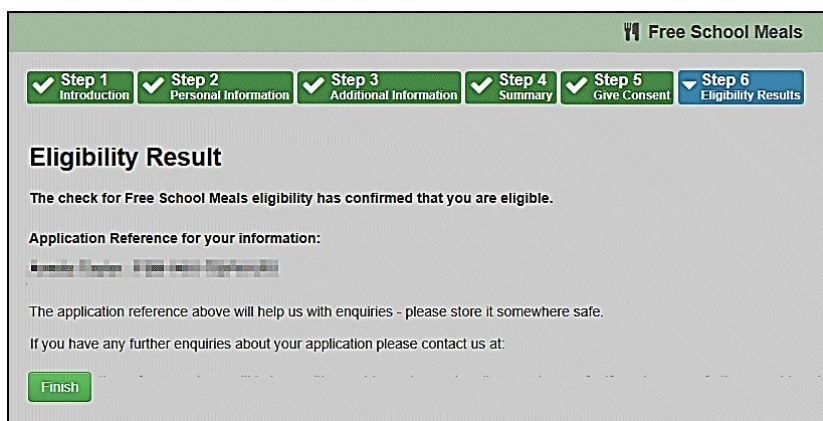 Free School Meals
Step 1 Step 2 Step 3 Step 4 Step 5 Step 6
Introduction Personal Information Additional Information Summary Give Consent Eligibility Results
Eligibility Result
The check for Free School Meals eligibility has confirmed that you are eligible.
Application Reference for your information:
The application reference above will help us with enquiries - please store it somewhere safe.
If you have any further enquiries about your application please contact us at:
Finish